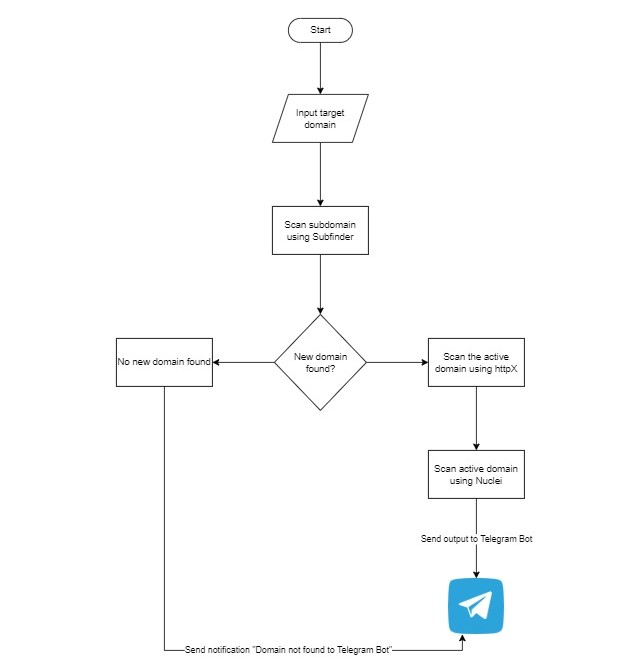 Start
Input target
domain
Scan subdomain
using Subfinder
New domain
found?
No new domain found
Scan the active
domain using httpX
Scan active domain
using Nuclei
Send output to Telegram Bot
Send notification "Domain not found to Telegram Bot"